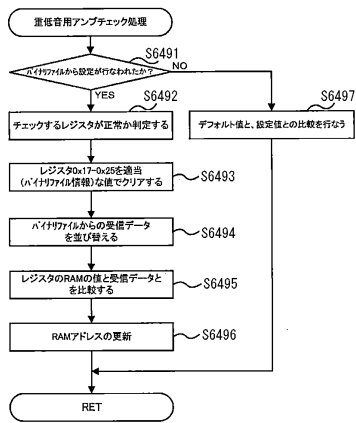 重低音用アンプチェック処理
S6491
バイナリファイルから設定が行なわれたか?
NO
YES
S6492
チェックするレジスタが正常か判定する
S6497
デフォルト値と、設定値との比較を行なう
レジスタ0x17-0x25を適当
(バイナリファイル情報)な値でクリアする
S6493
バイナリファイルからの受信データ
を並び替える
S6494
レジスタのRAMの値と受信データと
を比較する
S6495
RAMアドレスの更新
S6496
RET